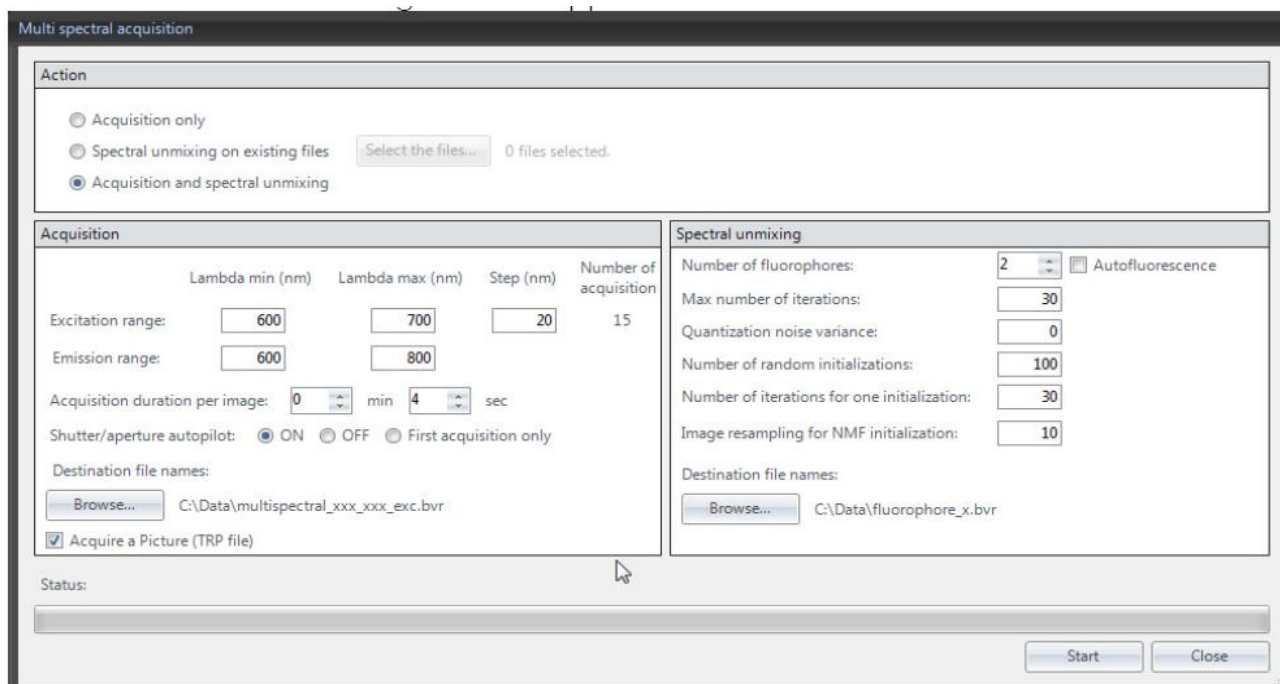 Multi spectral acquisition
Action
Acquisition only
Spectral unmixing on existing files Select the files... 0 files selected.
Acquisition and spectral unmixing
Acquisition
Lambda min (nm) Lambda max (nm) Step (nm) Number of acquisition
Excitation range: 600 700 20 15
Emission range: 600 800
Acquisition duration per image: 0 min 4 sec
Shutter/aperture autopilot: ON OFF First acquisition only
Destination file names:
Browse... C:\Data\multispectral_xxx_xxx_exc.bvr
Acquire a Picture (TRP file)
Spectral unmixing
Number of fluorophores: 2 Autofluorescence
Max number of iterations: 30
Quantization noise variance: 0
Number of random initializations: 100
Number of iterations for one initialization: 30
Image resampling for NMF initialization: 10
Destination file names:
Browse... C:\Data\fluorophore_x.bvr
Status:
Start Close